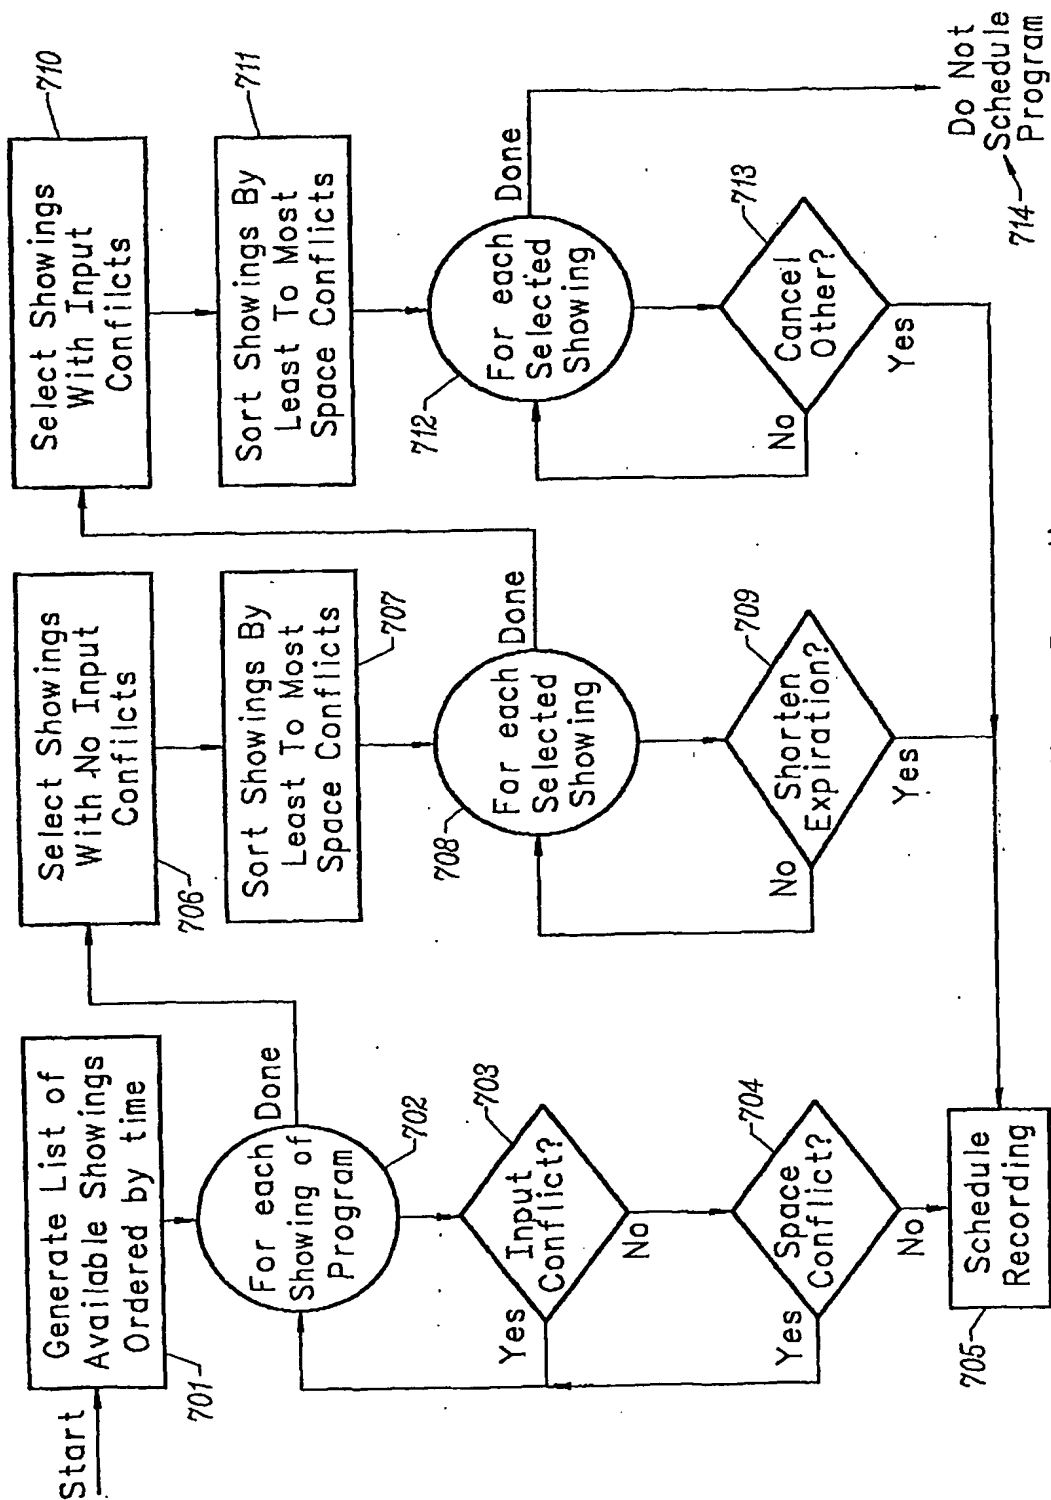 Start
Generate List of
Available Showings
Ordered by time
701
For each
Showing of
Program
Done
702
Input
Conflict?
703
Yes
No
Space
Conflict?
704
Yes
No
Schedule
Recording
705
Select Showings
With No Input
Confilcts
706
Sort Showings By
Least To Most
Space Conflicts
707
For each
Selected
Showing
Done
708
Shorten
Expiration?
709
No
Yes
Select Showings
With Input
Confilcts
710
Sort Showings By
Least To Most
Space Conflicts
711
For each
Selected
Showing
Done
712
Cancel
Other?
713
No
Yes
Do Not
Schedule
Program
714